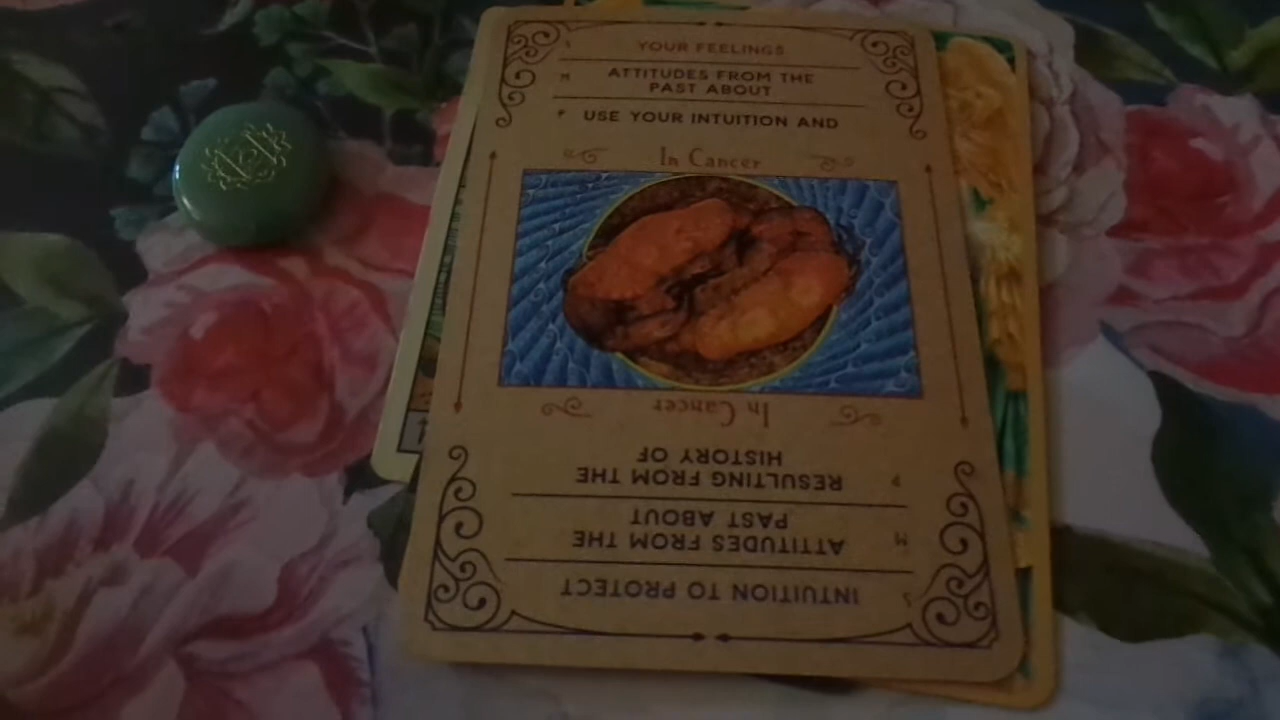 S YOUR FEELINGS
M ATTITUDES FROM THE
PAST ABOUT
P USE YOUR INTUITION AND
In Cancer
In Cancer
HISTORY OF
P RESULTING FROM THE
PAST ABOUT
M ATTITUDES FROM THE
S INTUITION TO PROTECT